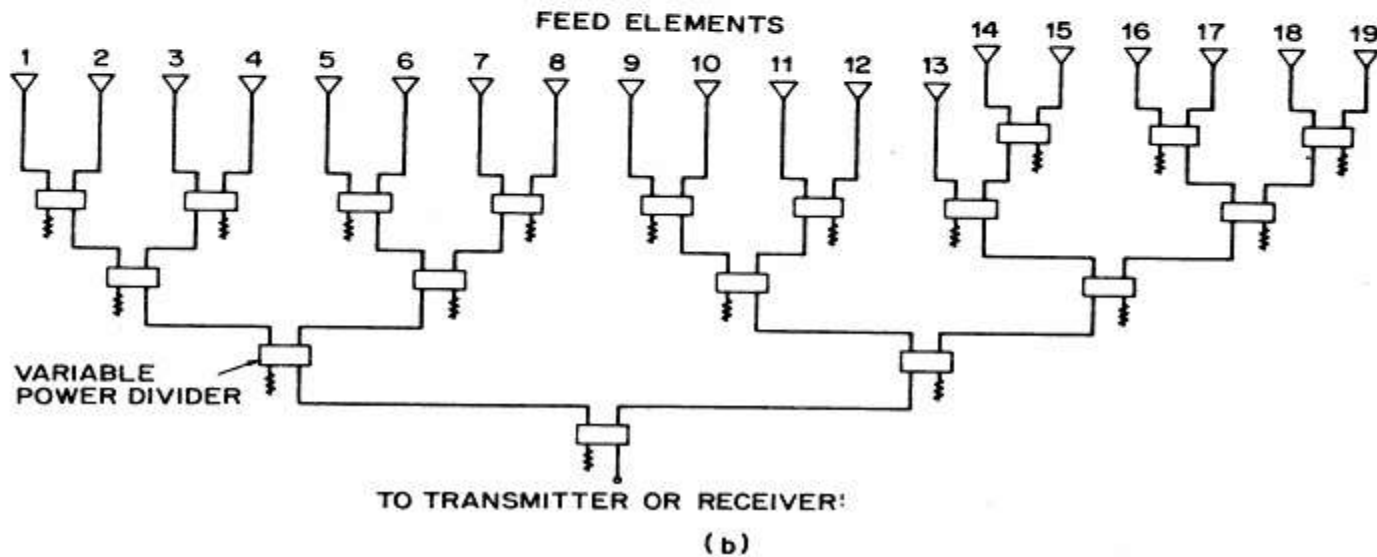 FEED ELEMENTS
1 2 3 4 5 6 7 8 9 10 11 12 13 14 15 16 17 18 19
VARIABLE
POWER DIVIDER
TO TRANSMITTER OR RECEIVER:
(b)